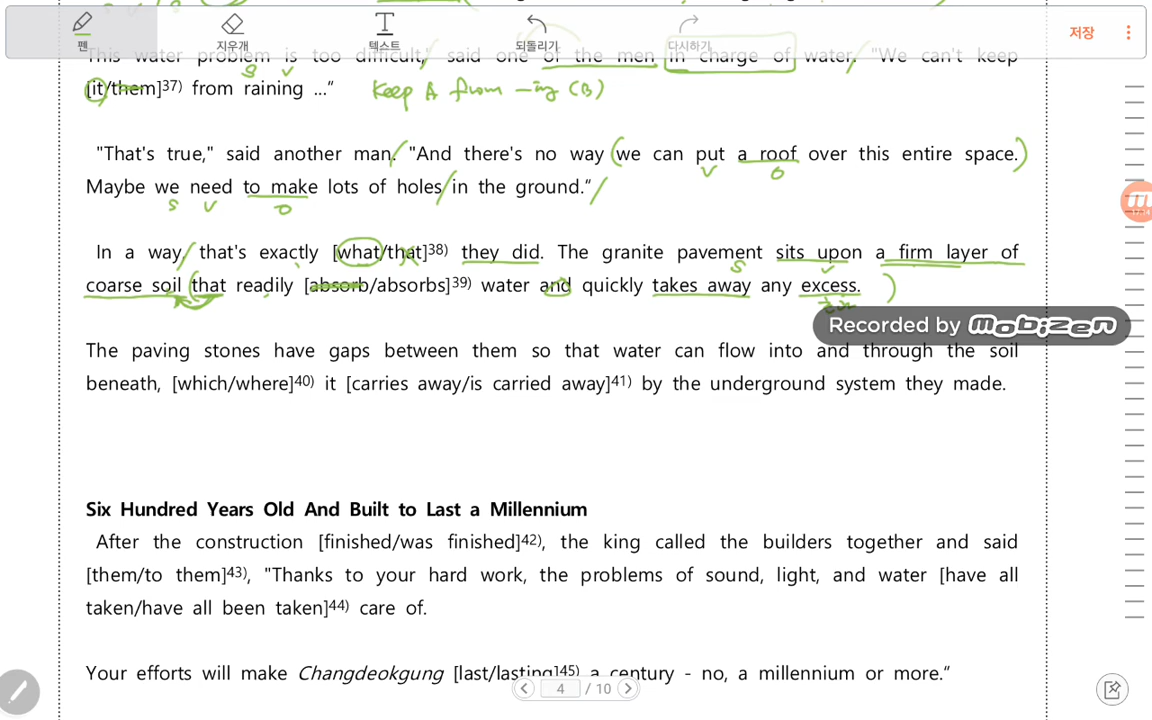 펜 지우개 텍스트 되돌리기 다시하기 저장
This water problem is too difficult," said one of the men in charge of water. "We can't keep
S V
[it/them]37) from raining ..." keep A from -ing (B)
"That's true," said another man. "And there's no way (we can put a roof over this entire space.)
V O
Maybe we need to make lots of holes in the ground."
S V O
In a way, that's exactly [what/that]38) they did. The granite pavement sits upon a firm layer of
S V
coarse soil (that readily [absorb/absorbs]39) water and quickly takes away any excess. )
Recorded by mobizen
The paving stones have gaps between them so that water can flow into and through the soil
beneath, [which/where]40) it [carries away/is carried away]41) by the underground system they made.
Six Hundred Years Old And Built to Last a Millennium
After the construction [finished/was finished]42), the king called the builders together and said
[them/to them]43), "Thanks to your hard work, the problems of sound, light, and water [have all
taken/have all been taken]44) care of.
Your efforts will make Changdeokgung [last/lasting]45) a century - no, a millennium or more."
4 / 10